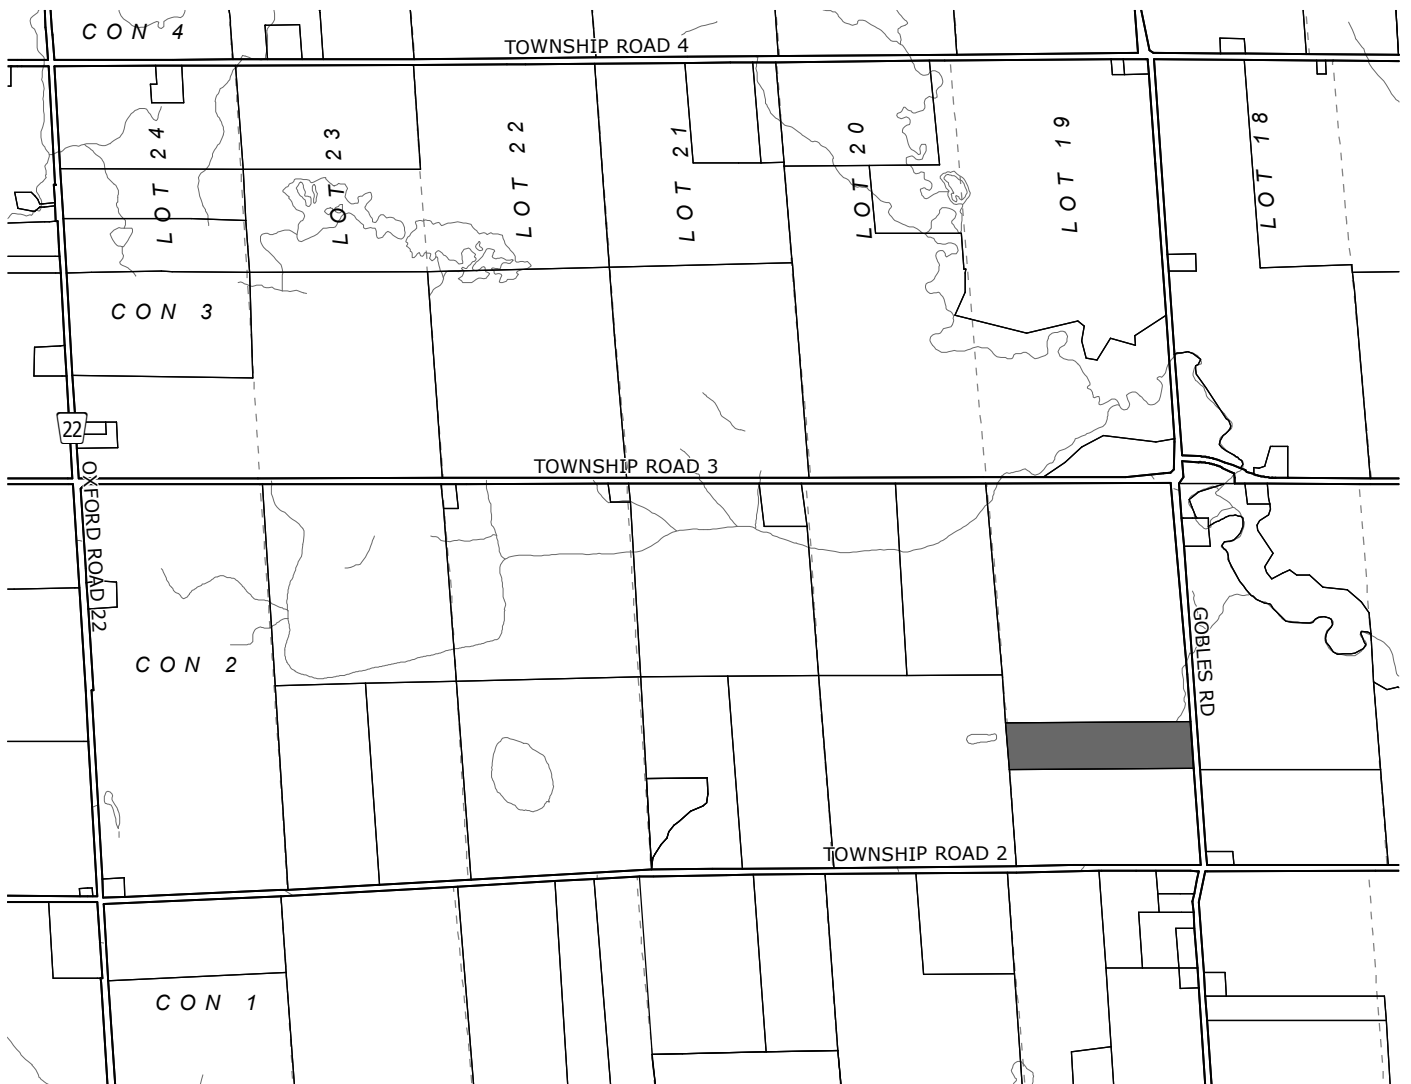 CON 4
TOWNSHIP ROAD 4
LOT 24
LOT 23
LOT 22
LOT 21
LOT 20
LOT 19
LOT 18
CON 3
22
TOWNSHIP ROAD 3
OXFORD ROAD 22
CON 2
GOBLES RD
TOWNSHIP ROAD 2
CON 1